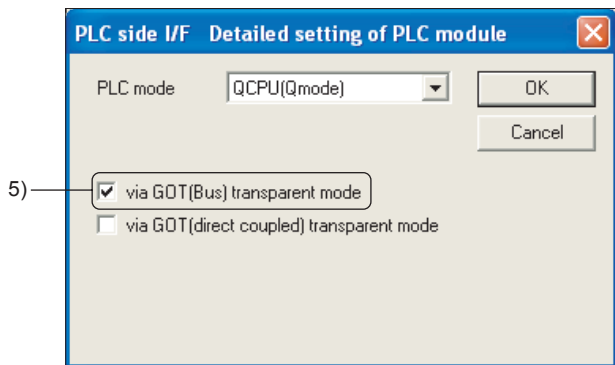 PLC side I/F Detailed setting of PLC module
PLC mode QCPU(Qmode) OK
Cancel
5) via GOT(Bus) transparent mode
via GOT(direct coupled) transparent mode